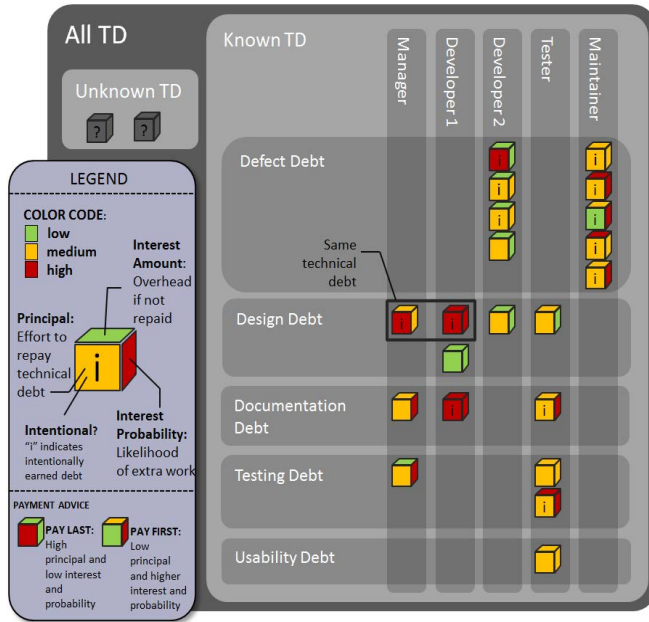 All TD
Known TD
Manager
Developer 1
Developer 2
Tester
Maintainer
Unknown TD
? ?
Defect Debt
i
i
i
i
i
i
i
i
Same
technical
debt
Design Debt
i i
Documentation
Debt
i i
Testing Debt
i
Usability Debt
LEGEND
COLOR CODE:
low
medium
high
Interest
Amount:
Overhead
if not
repaid
Principal:
Effort to
repay
technical
debt
i
Intentional?
"i" indicates
intentionally
earned debt
Interest
Probability:
Likelihood
of extra work
PAYMENT ADVICE
PAY LAST:
High
principal and
low interest
and
probability
PAY FIRST:
Low
principal
and higher
interest and
probability